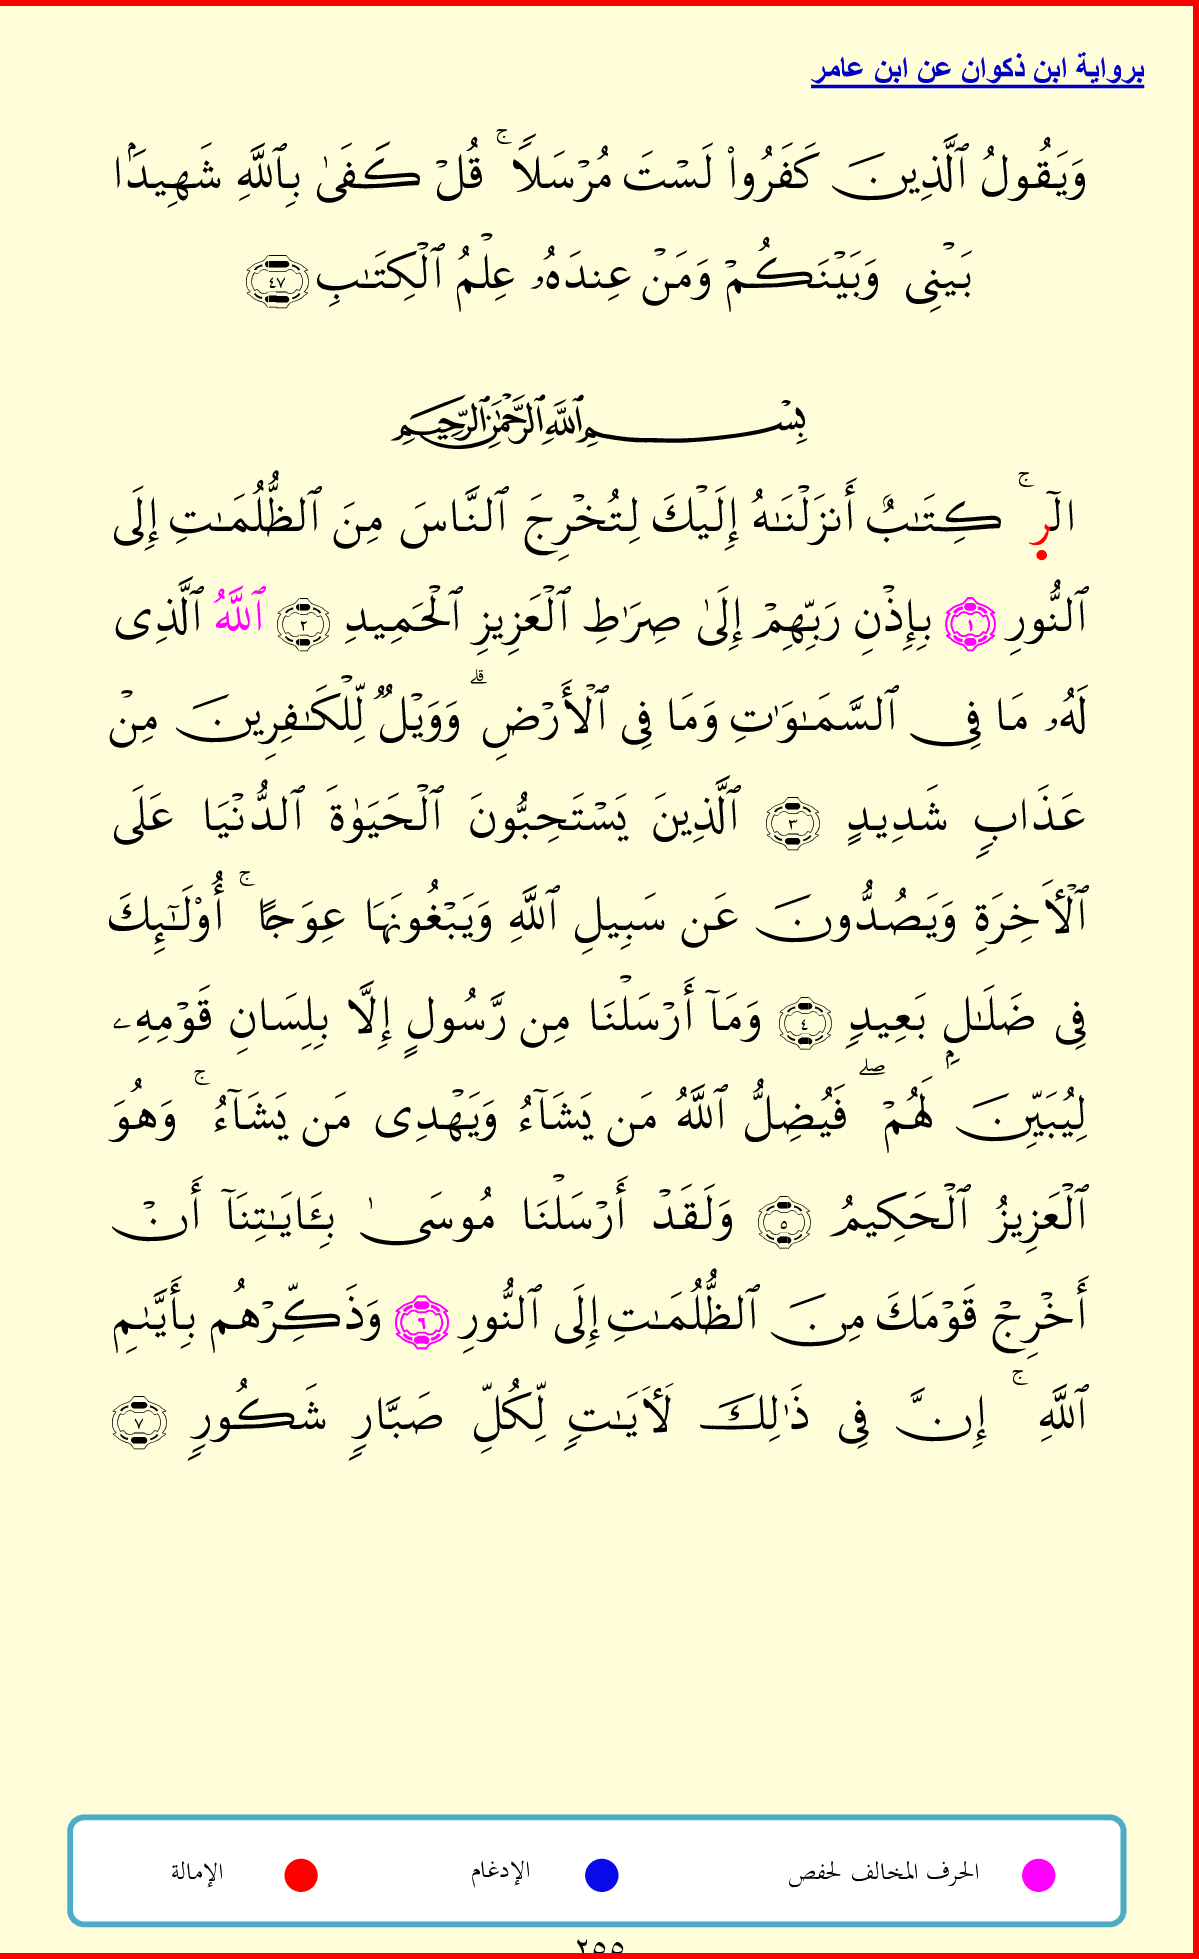 برواية ابن ذكوان عن ابن عامر
وَيَقُولُ ٱلَّذِينَ كَفَرُواْ لَسۡتَ مُرۡسَلٗاۚ قُلۡ كَفَىٰ بِٱللَّهِ شَهِيدَۢا
بَيۡنِي وَبَيۡنَكُمۡ وَمَنۡ عِندَهُۥ عِلۡمُ ٱلۡكِتَٰبِ ٤٧
بِسۡمِ ٱللَّهِ ٱلرَّحۡمَٰنِ ٱلرَّحِيمِ
الٓرۚ كِتَٰبٌ أَنزَلۡنَٰهُ إِلَيۡكَ لِتُخۡرِجَ ٱلنَّاسَ مِنَ ٱلظُّلُمَٰتِ إِلَى
ٱلنُّورِ ١ بِإِذۡنِ رَبِّهِمۡ إِلَىٰ صِرَٰطِ ٱلۡعَزِيزِ ٱلۡحَمِيدِ ٢ ٱللَّهُ ٱلَّذِي
لَهُۥ مَا فِي ٱلسَّمَٰوَٰتِ وَمَا فِي ٱلۡأَرۡضِۗ وَوَيۡلٞ لِّلۡكَٰفِرِينَ مِنۡ
عَذَابٖ شَدِيدٍ ٣ ٱلَّذِينَ يَسۡتَحِبُّونَ ٱلۡحَيَوٰةَ ٱلدُّنۡيَا عَلَى
ٱلۡأٓخِرَةِ وَيَصُدُّونَ عَن سَبِيلِ ٱللَّهِ وَيَبۡغُونَهَا عِوَجًاۚ أُوْلَٰٓئِكَ
فِي ضَلَٰلِۭ بَعِيدٖ ٤ وَمَآ أَرۡسَلۡنَا مِن رَّسُولٍ إِلَّا بِلِسَانِ قَوۡمِهِۦ
لِيُبَيِّنَ لَهُمۡۖ فَيُضِلُّ ٱللَّهُ مَن يَشَآءُ وَيَهۡدِي مَن يَشَآءُۚ وَهُوَ
ٱلۡعَزِيزُ ٱلۡحَكِيمُ ٥ وَلَقَدۡ أَرۡسَلۡنَا مُوسَىٰ بِـَٔايَٰتِنَآ أَنۡ
أَخۡرِجۡ قَوۡمَكَ مِنَ ٱلظُّلُمَٰتِ إِلَى ٱلنُّورِ ٦ وَذَكِّرۡهُم بِأَيَّىٰمِ
ٱللَّهِۚ إِنَّ فِي ذَٰلِكَ لَأٓيَٰتٖ لِّكُلِّ صَبَّارٖ شَكُورٖ ٧
الحرف المخالف لحفص الإدغام الإمالة
٢٥٥